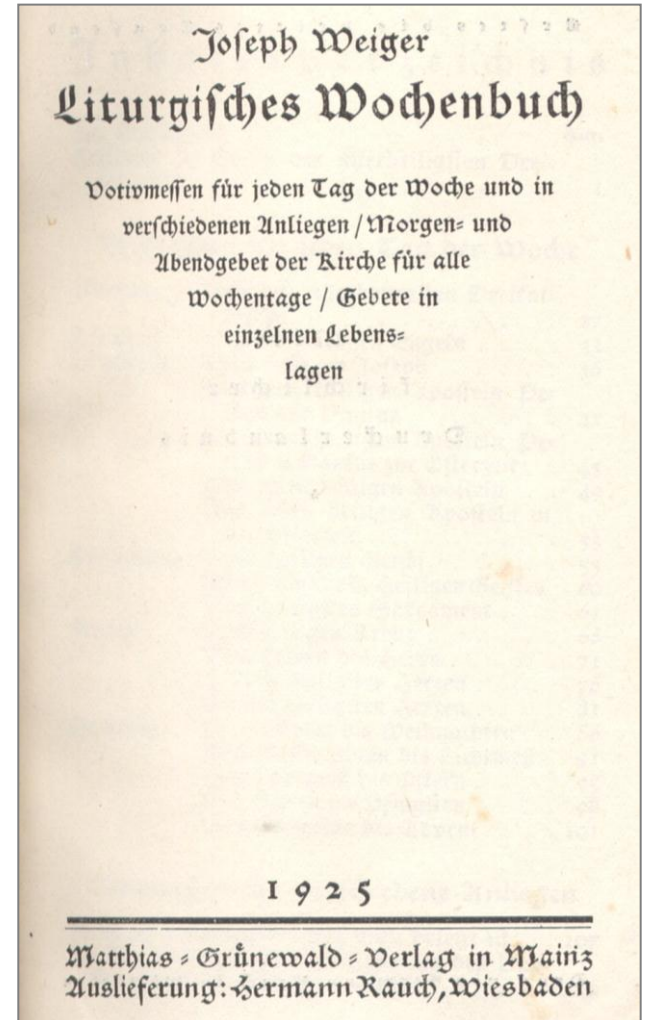 Joseph Weiger
Liturgisches Wochenbuch
Votivmessen für jeden Tag der Woche und in
verschiedenen Anliegen / Morgen- und
Abendgebet der Kirche für alle
Wochentage / Gebete in
einzelnen Lebens-
lagen
1925
Matthias-Grünewald-Verlag in Mainz
Auslieferung: Hermann Rauch, Wiesbaden